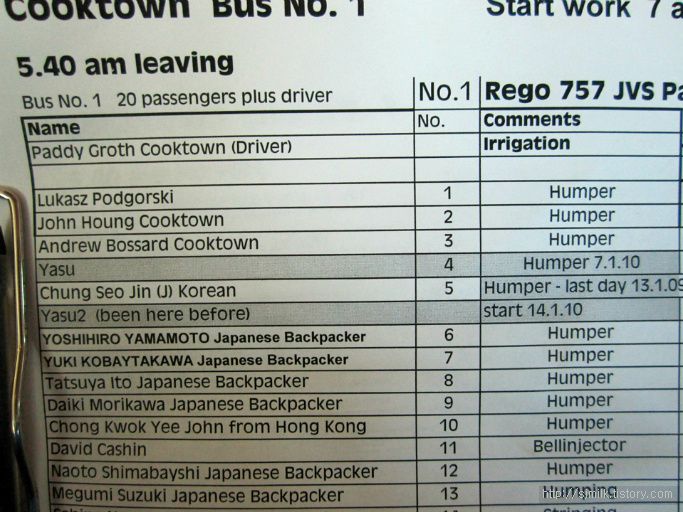 Cooktown Bus No. 1 Start work 7 a
5.40 am leaving
Bus No. 1 20 passengers plus driver No.1 Rego 757 JVS Pa
Name No. Comments
Paddy Groth Cooktown (Driver) Irrigation
Lukasz Podgorski 1 Humper
John Houng Cooktown 2 Humper
Andrew Bossard Cooktown 3 Humper
Yasu 4 Humper 7.1.10
Chung Seo Jin (J) Korean 5 Humper - last day 13.1.09
Yasu2 (been here before) start 14.1.10
YOSHIHIRO YAMAMOTO Japanese Backpacker 6 Humper
YUKI KOBAYTAKAWA Japanese Backpacker 7 Humper
Tatsuya Ito Japanese Backpacker 8 Humper
Daiki Morikawa Japanese Backpacker 9 Humper
Chong Kwok Yee John from Hong Kong 10 Humper
David Cashin 11 Bellinjector
Naoto Shimabayshi Japanese Backpacker 12 Humper
Megumi Suzuki Japanese Backpacker 13 Humping
http://sjmilk.tistory.com
Stringing